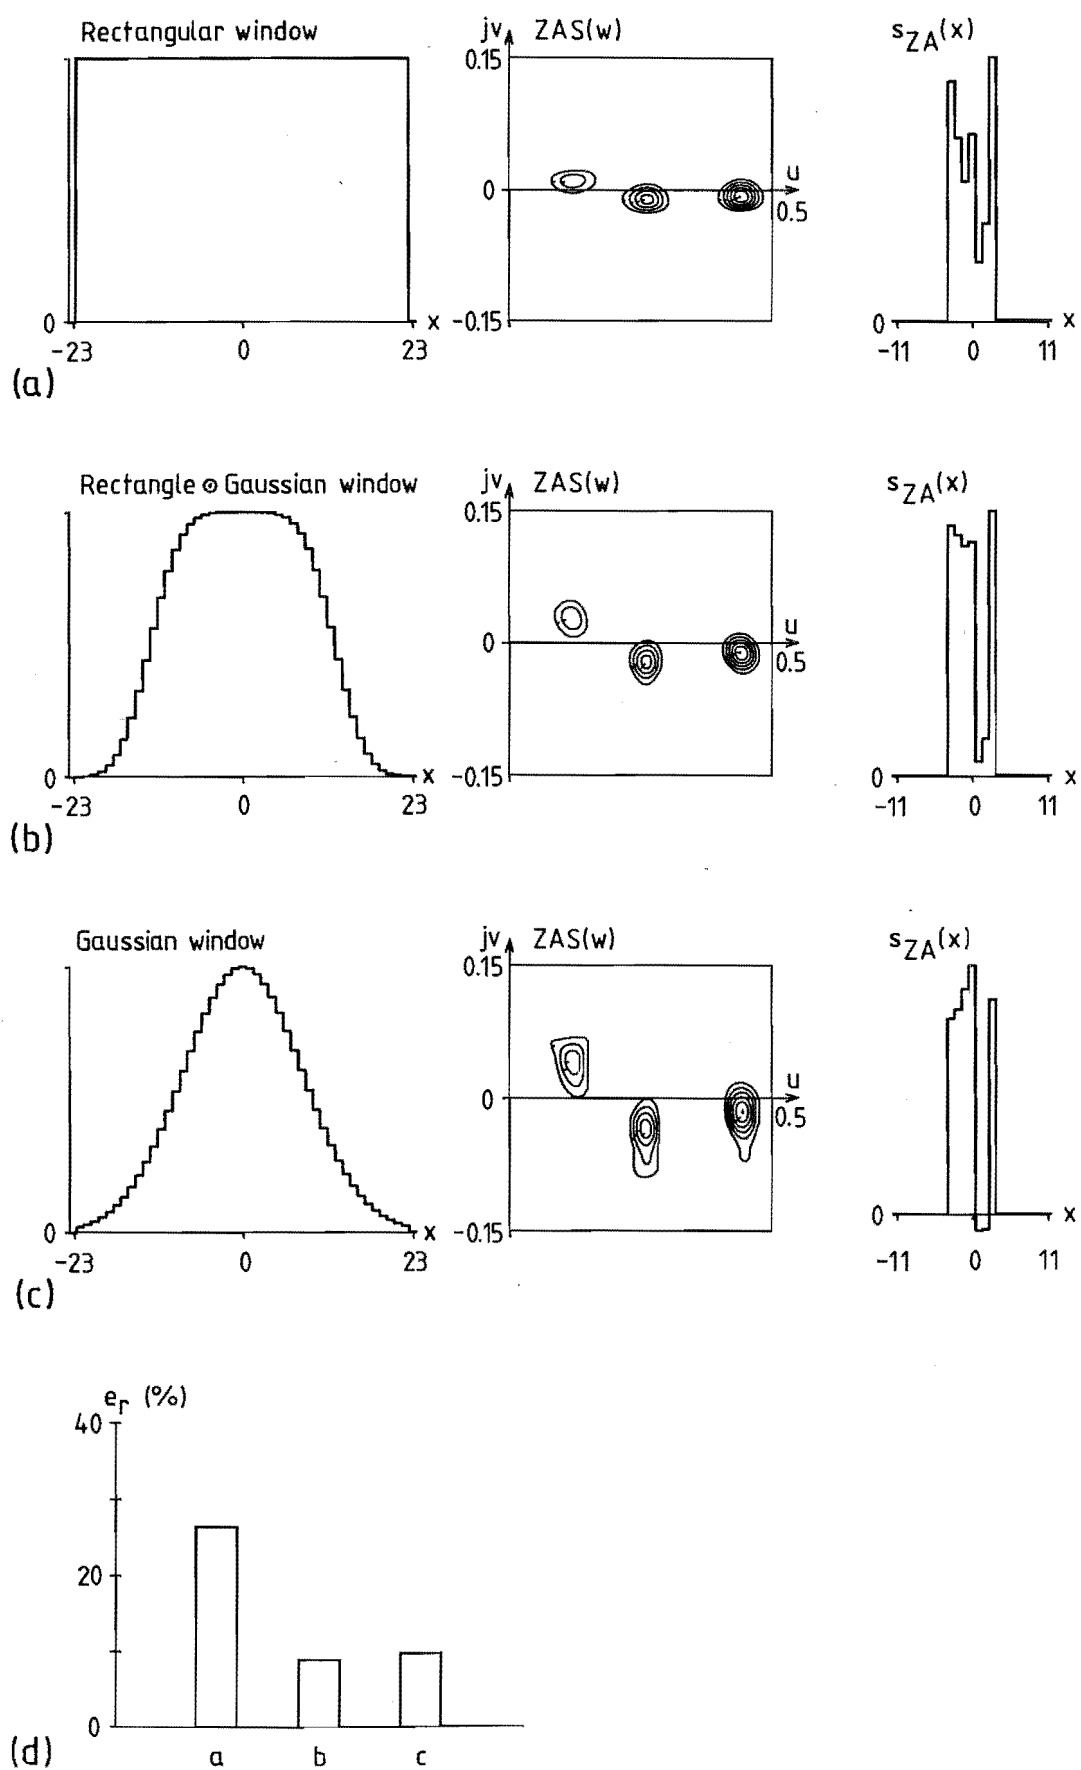 Rectangular window
0
-23 0 23 x
(a)
jv ZAS(w)
0.15
0
u
0.5
-0.15
s_ZA(x)
0
-11 0 11 x
Rectangle ⊙ Gaussian window
0
-23 0 23 x
(b)
jv ZAS(w)
0.15
0
u
0.5
-0.15
s_ZA(x)
0
-11 0 11 x
Gaussian window
0
-23 0 23 x
(c)
jv ZAS(w)
0.15
0
u
0.5
-0.15
s_ZA(x)
0
-11 0 11 x
e_r (%)
40
20
0
a b c
(d)